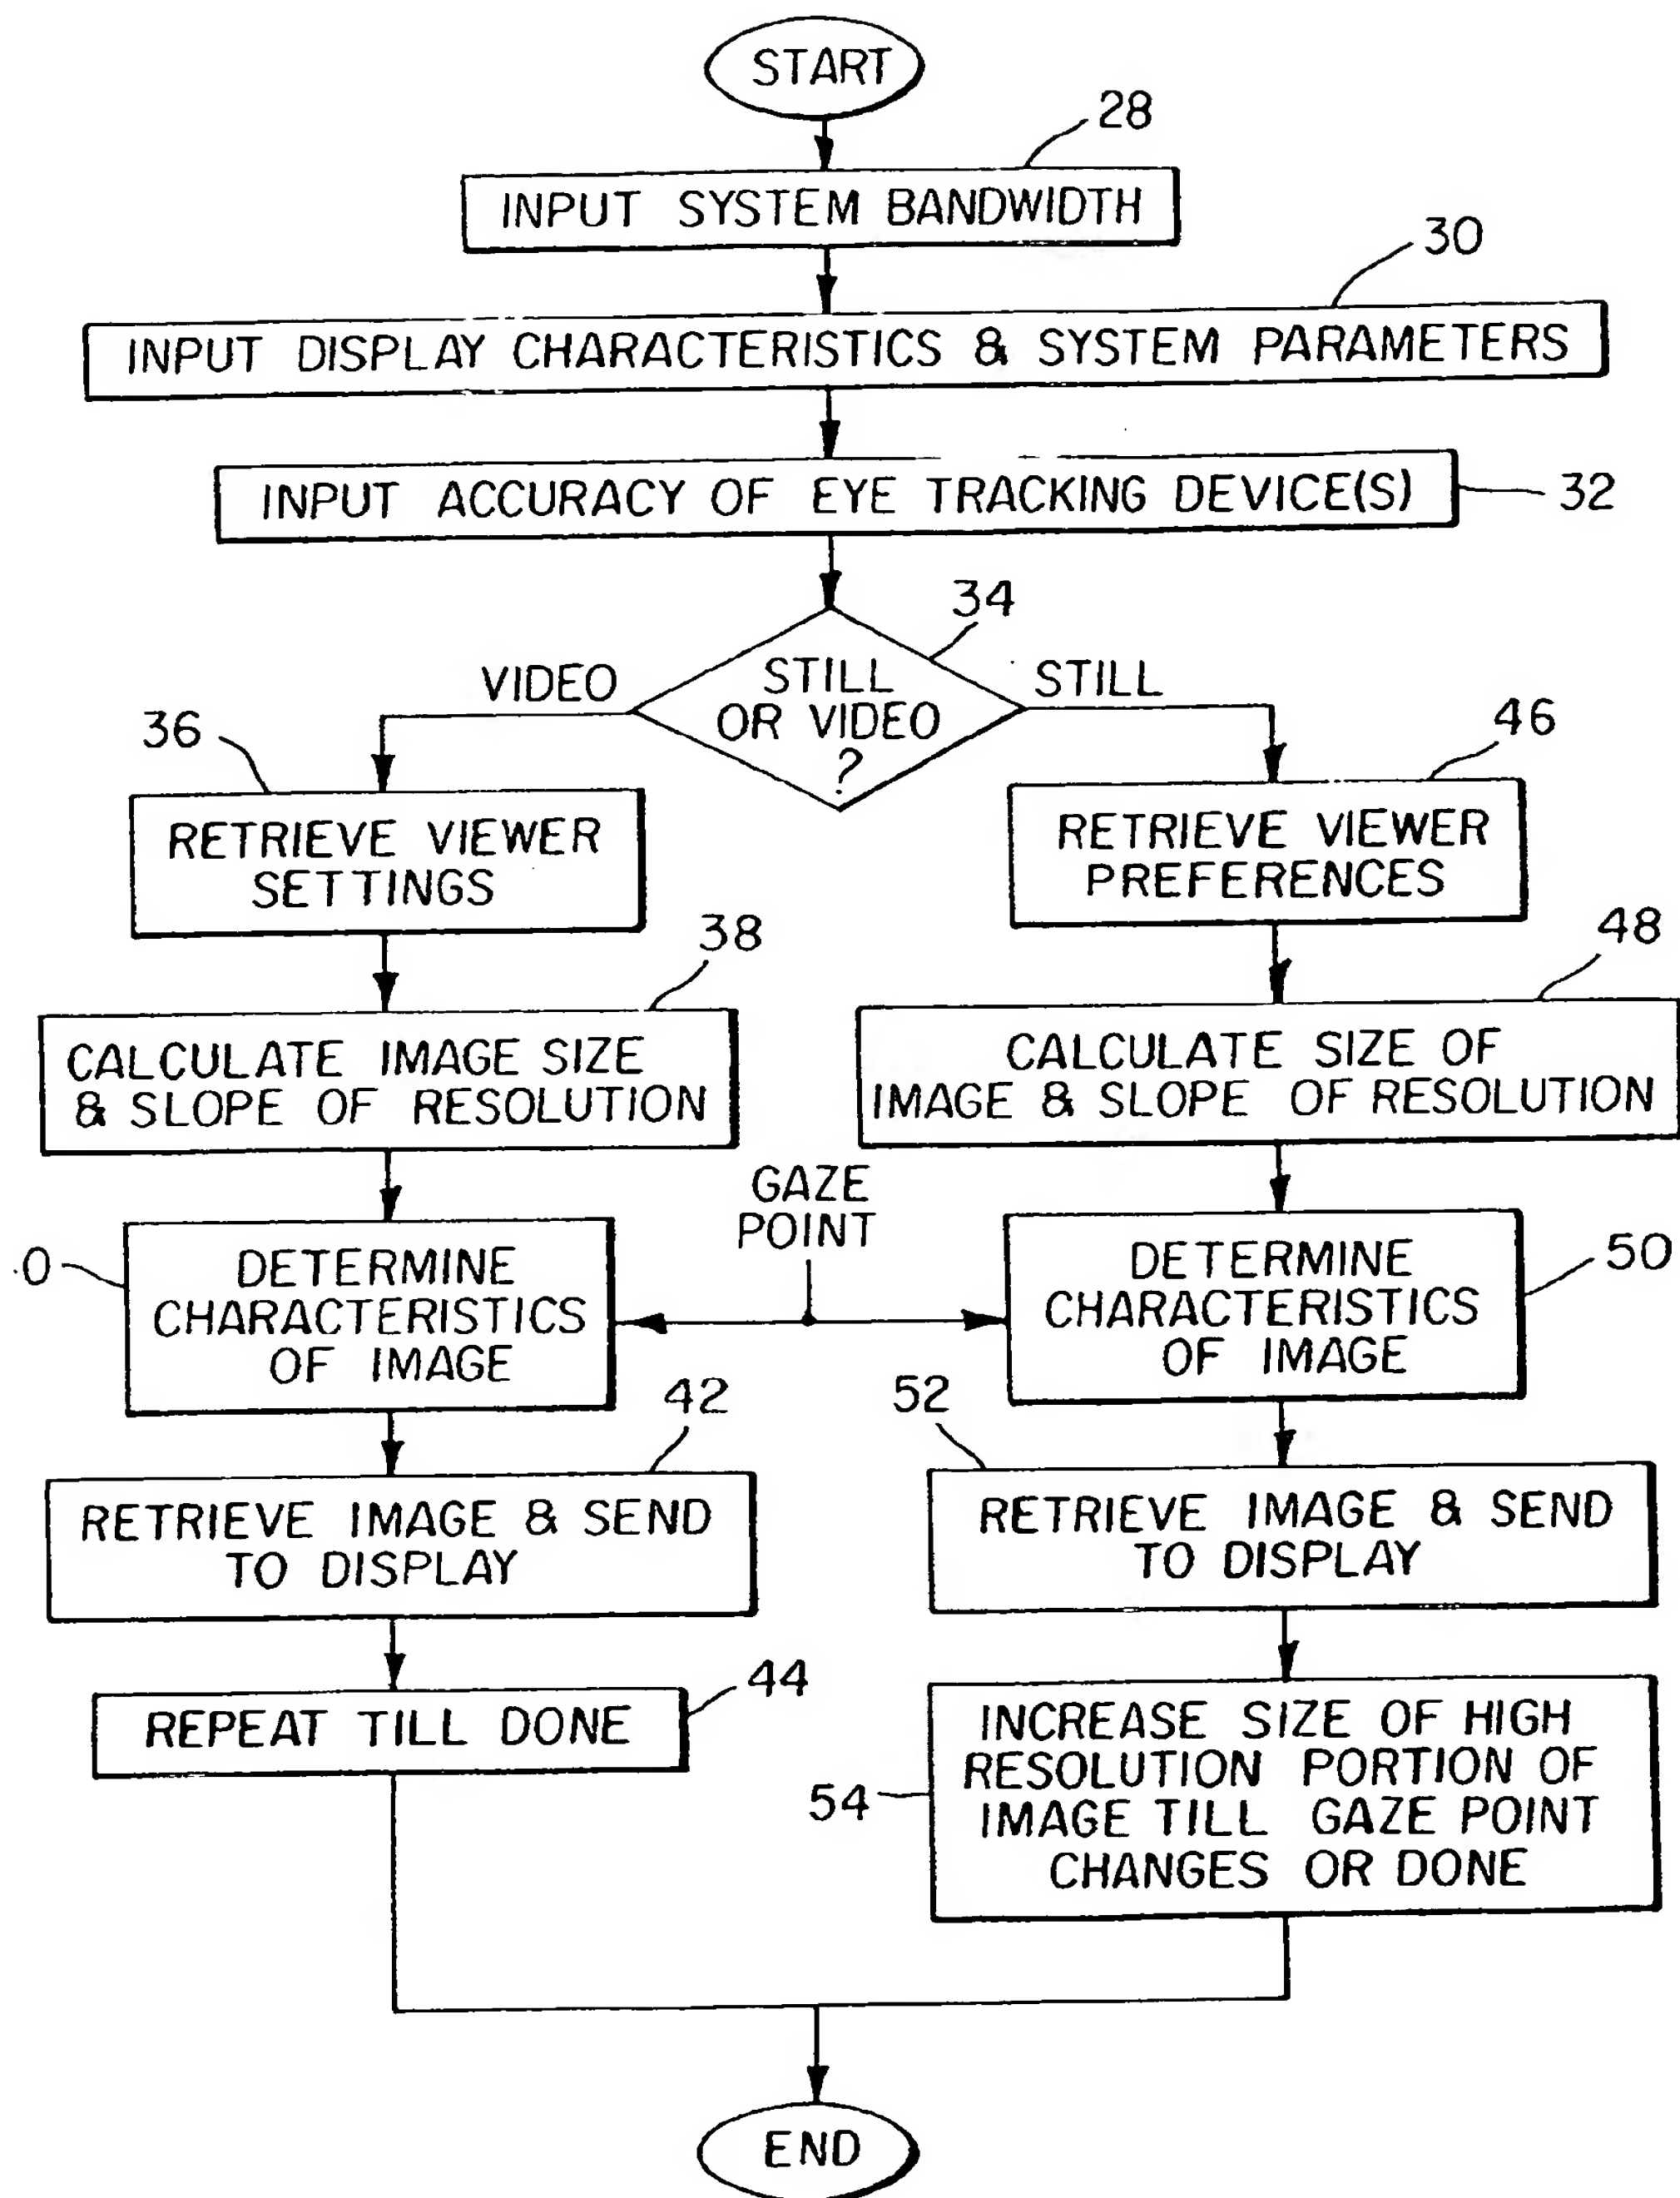 START
28
INPUT SYSTEM BANDWIDTH
30
INPUT DISPLAY CHARACTERISTICS & SYSTEM PARAMETERS
INPUT ACCURACY OF EYE TRACKING DEVICE(S)
32
34
STILL
OR VIDEO
?
VIDEO
STILL
36
RETRIEVE VIEWER
SETTINGS
46
RETRIEVE VIEWER
PREFERENCES
38
CALCULATE IMAGE SIZE
& SLOPE OF RESOLUTION
48
CALCULATE SIZE OF
IMAGE & SLOPE OF RESOLUTION
GAZE
POINT
0
DETERMINE
CHARACTERISTICS
OF IMAGE
50
DETERMINE
CHARACTERISTICS
OF IMAGE
42
RETRIEVE IMAGE & SEND
TO DISPLAY
52
RETRIEVE IMAGE & SEND
TO DISPLAY
44
REPEAT TILL DONE
54
INCREASE SIZE OF HIGH
RESOLUTION PORTION OF
IMAGE TILL GAZE POINT
CHANGES OR DONE
END